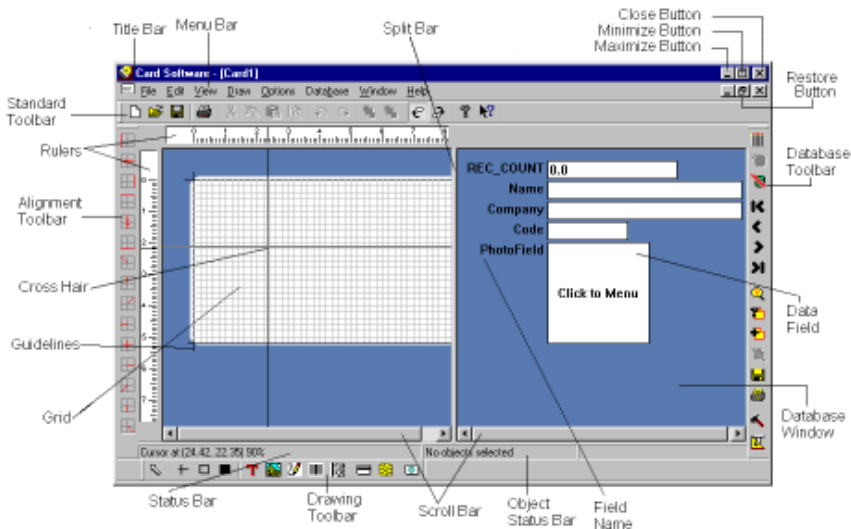 Title Bar
Menu Bar
Split Bar
Close Button
Minimize Button
Maximize Button
Card Software - [Card1]
File Edit View Draw Options Database Window Help
Restore
Button
Standard
Toolbar
Rulers
Database
Toolbar
REC_COUNT 0.0
Name
Company
Code
PhotoField
Click to Menu
Alignment
Toolbar
Cross Hair
Data
Field
Guidelines
Grid
Database
Window
Cursor at (24.42, 22.35) 90%
No objects selected
Status Bar
Drawing
Toolbar
Scroll Bar
Object
Status Bar
Field
Name